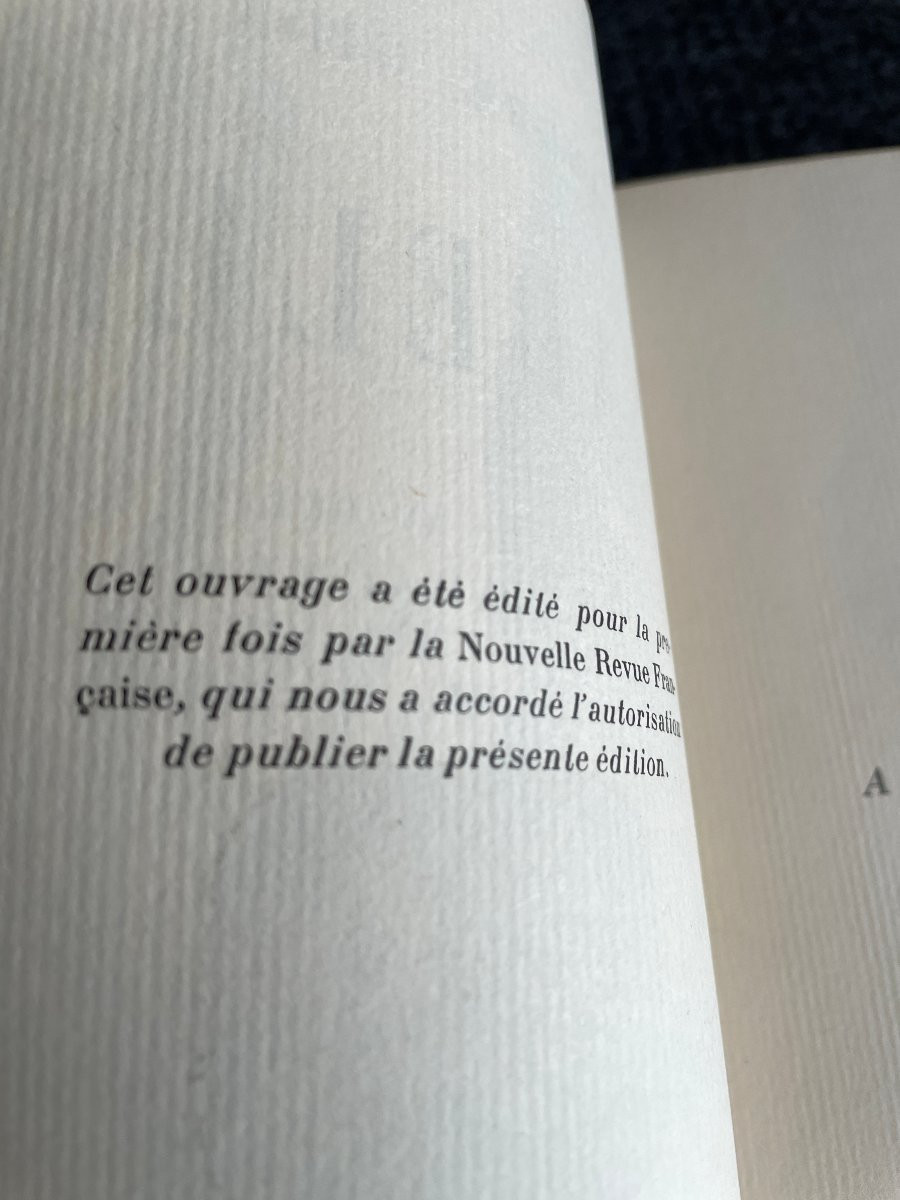 Cet ouvrage a été édité pour la pre-
mière fois par la Nouvelle Revue Fran-
çaise, qui nous a accordé l'autorisation
de publier la présente édition.
A